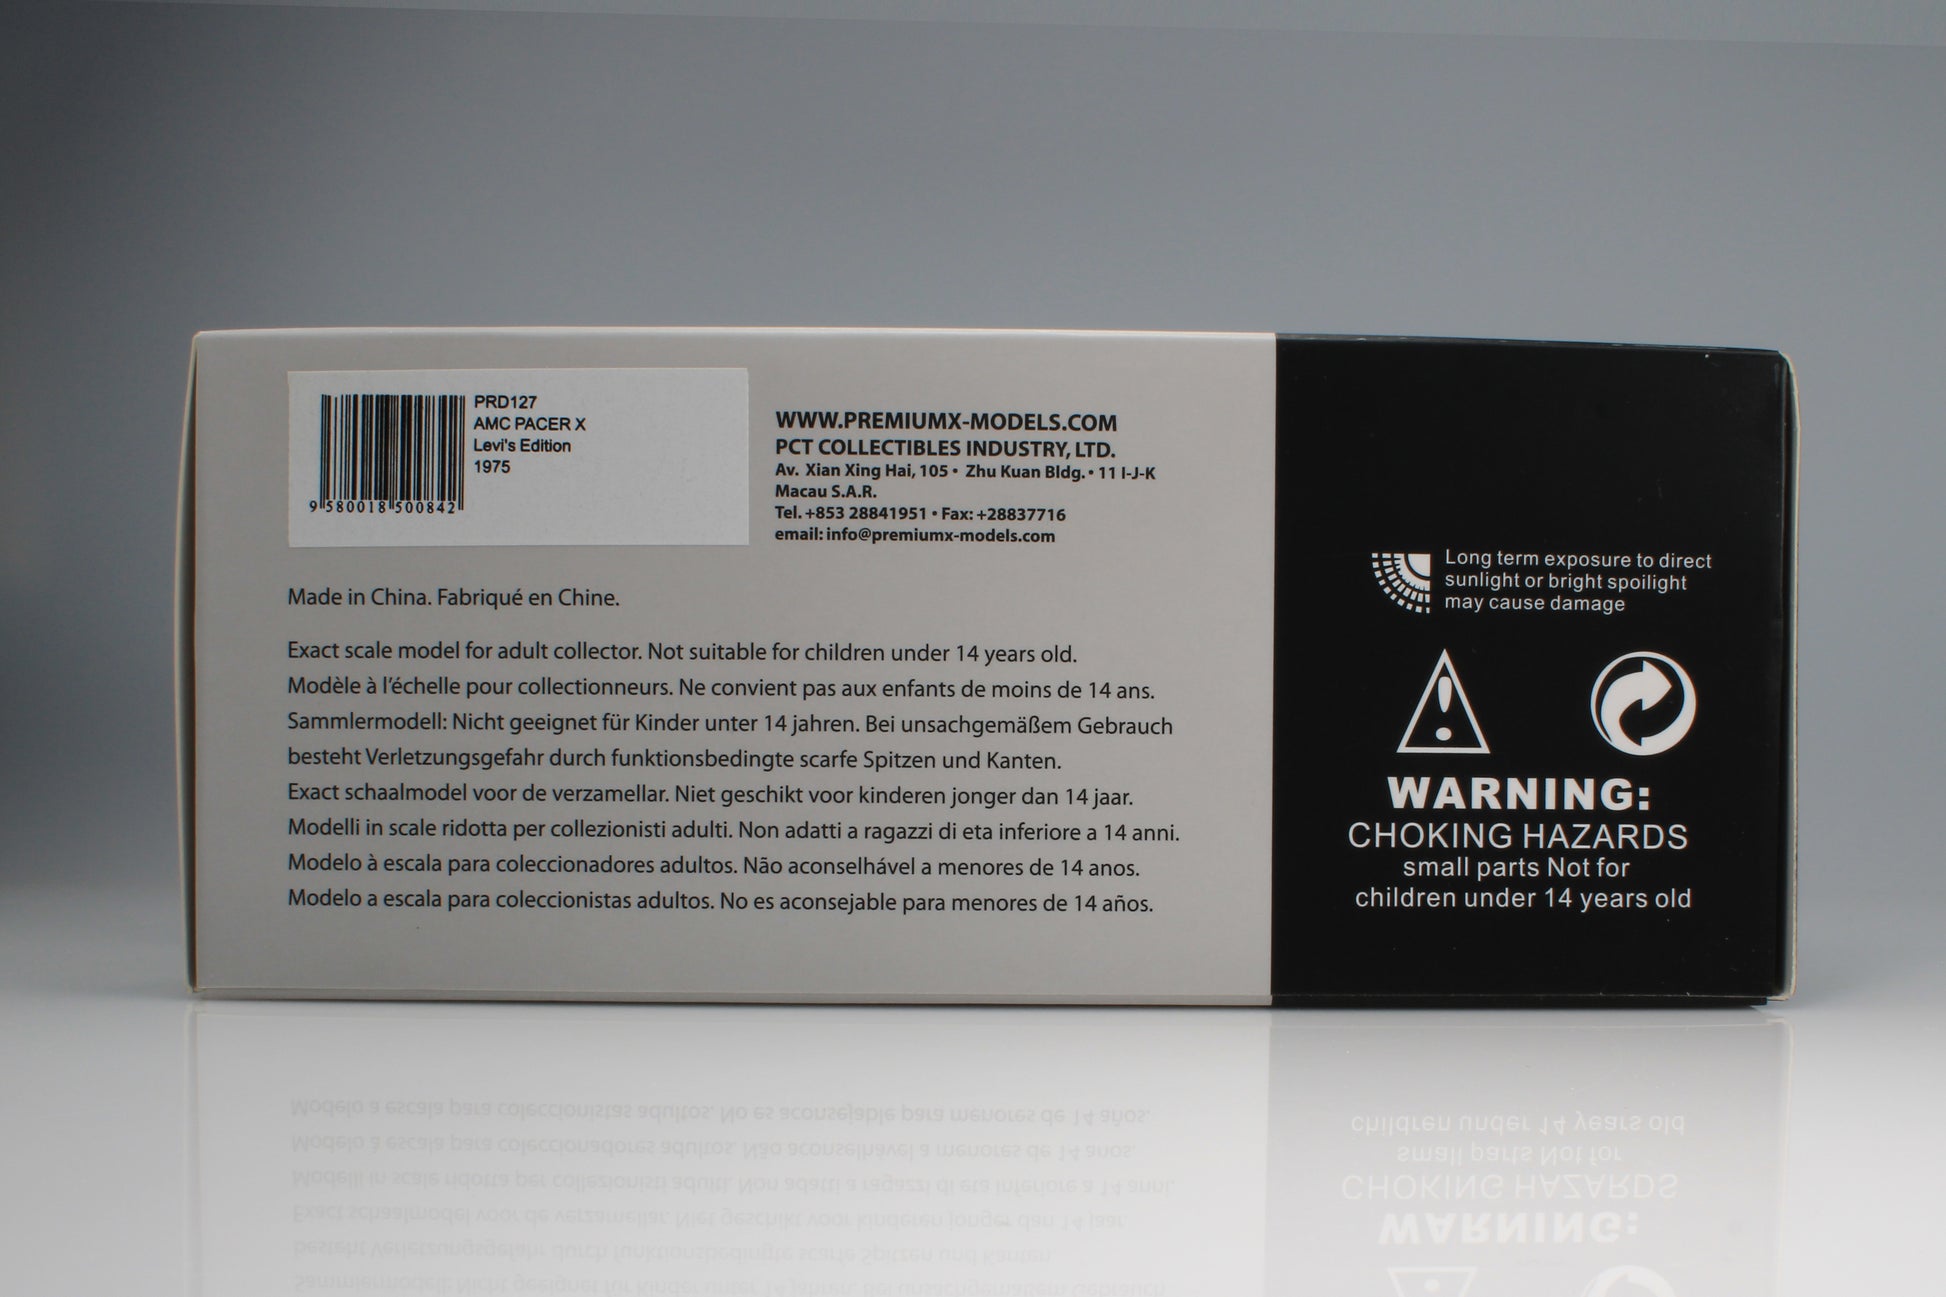 PRD127
AMC PACER X
Levi's Edition
1975
9 580018 500842
WWW.PREMIUMX-MODELS.COM
PCT COLLECTIBLES INDUSTRY, LTD.
Av. Xian Xing Hai, 105 • Zhu Kuan Bldg. • 11 I-J-K
Macau S.A.R.
Tel. +853 28841951 • Fax: +28837716
email: info@premiumx-models.com
Made in China. Fabriqué en Chine.
Exact scale model for adult collector. Not suitable for children under 14 years old.
Modèle à l'échelle pour collectionneurs. Ne convient pas aux enfants de moins de 14 ans.
Sammlermodell: Nicht geeignet für Kinder unter 14 jahren. Bei unsachgemäßem Gebrauch
besteht Verletzungsgefahr durch funktionsbedingte scarfe Spitzen und Kanten.
Exact schaalmodel voor de verzamellar. Niet geschikt voor kinderen jonger dan 14 jaar.
Modelli in scale ridotta per collezionisti adulti. Non adatti a ragazzi di eta inferiore a 14 anni.
Modelo à escala para coleccionadores adultos. Não aconselhável a menores de 14 anos.
Modelo a escala para coleccionistas adultos. No es aconsejable para menores de 14 años.
Long term exposure to direct
sunlight or bright spoilight
may cause damage
WARNING:
CHOKING HAZARDS
small parts Not for
children under 14 years old